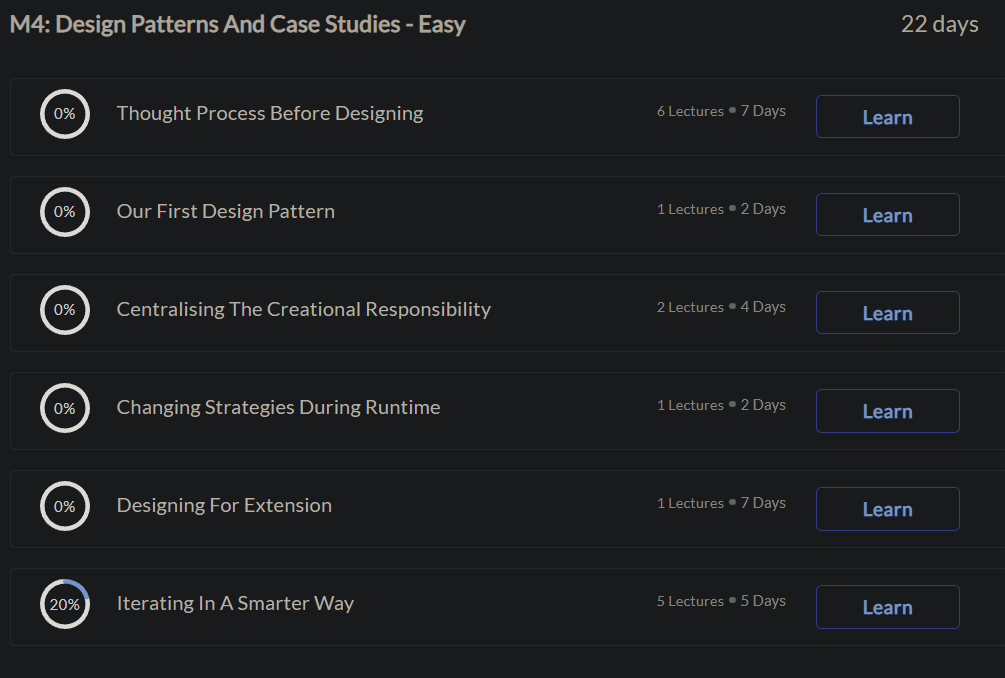 M4: Design Patterns And Case Studies - Easy 22 days
0% Thought Process Before Designing 6 Lectures • 7 Days Learn
0% Our First Design Pattern 1 Lectures • 2 Days Learn
0% Centralising The Creational Responsibility 2 Lectures • 4 Days Learn
0% Changing Strategies During Runtime 1 Lectures • 2 Days Learn
0% Designing For Extension 1 Lectures • 7 Days Learn
20% Iterating In A Smarter Way 5 Lectures • 5 Days Learn